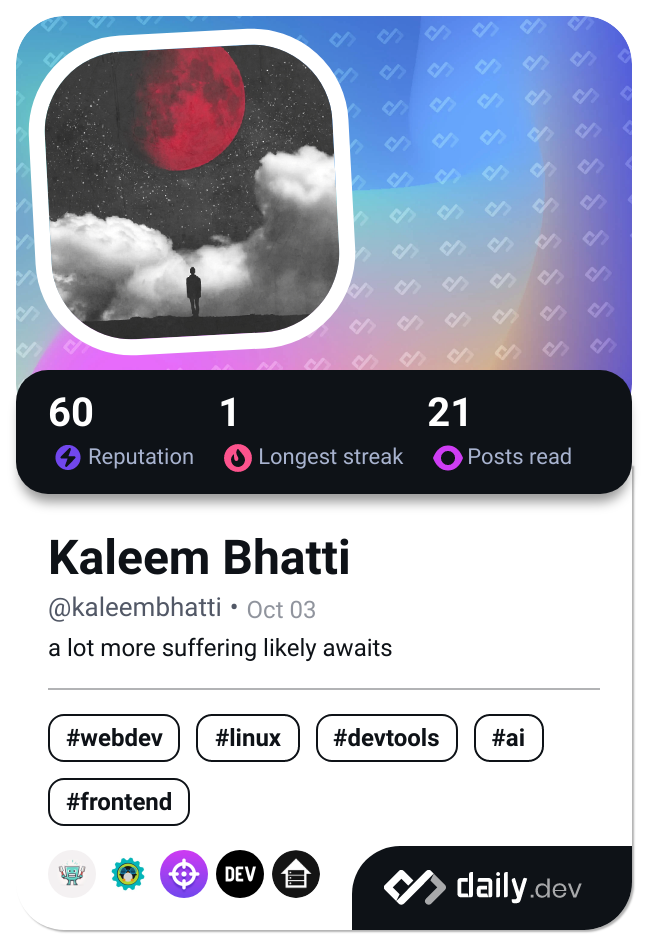 60 1 21
Reputation Longest streak Posts read
Kaleem Bhatti
@kaleembhatti • Oct 03
a lot more suffering likely awaits
#webdev #linux #devtools #ai
#frontend
DEV
daily.dev